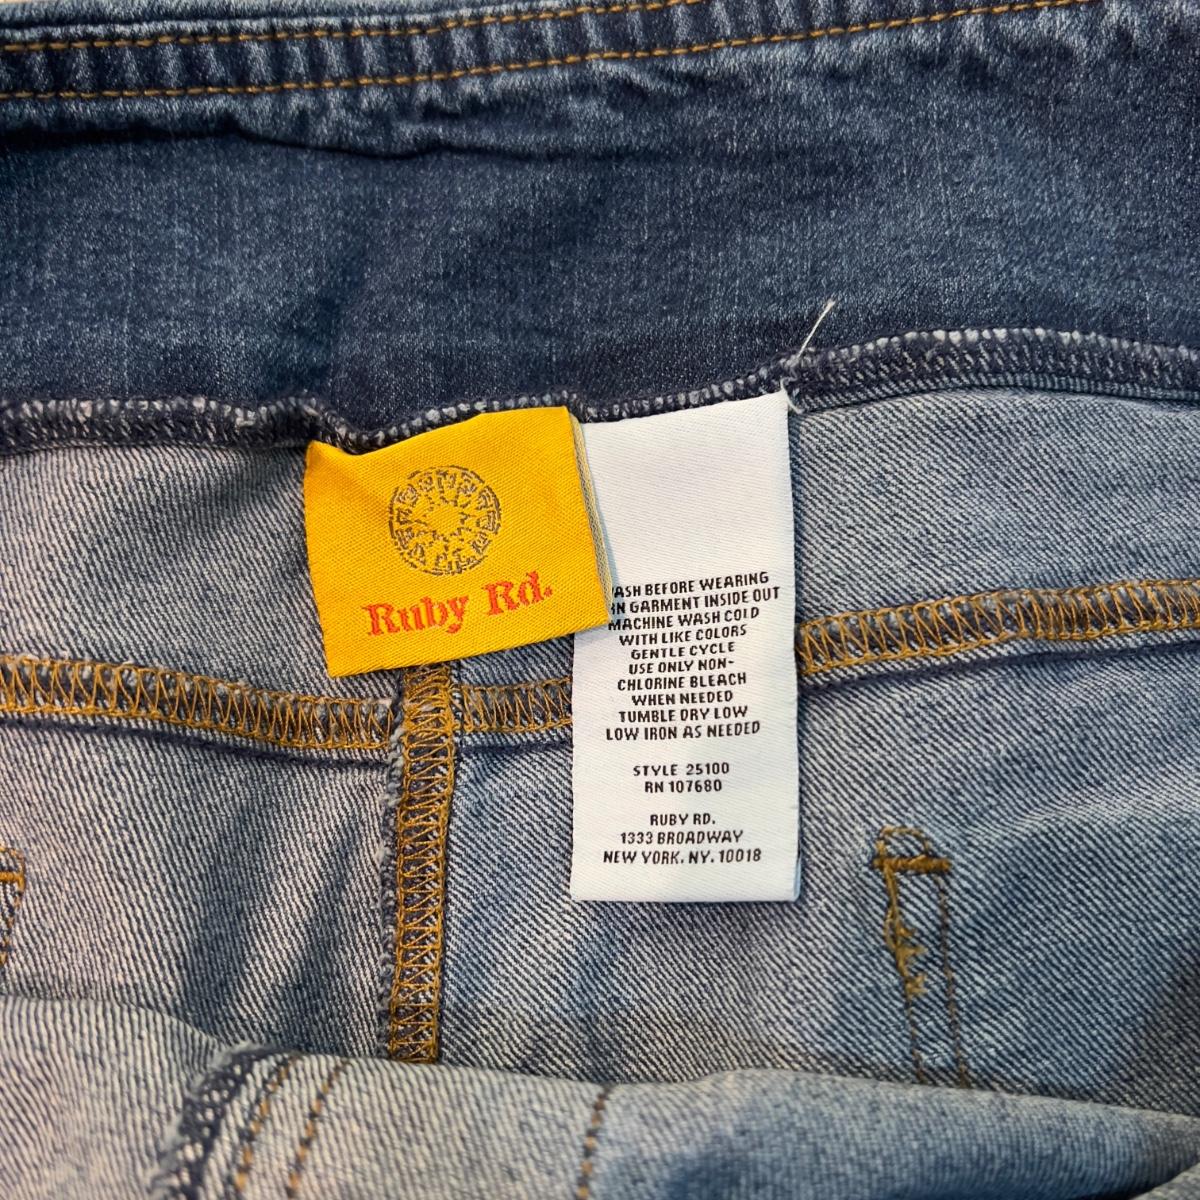 Ruby Rd.
ASH BEFORE WEARING
N GARMENT INSIDE OUT
MACHINE WASH COLD
WITH LIKE COLORS
GENTLE CYCLE
USE ONLY NON-
CHLORINE BLEACH
WHEN NEEDED
TUMBLE DRY LOW
LOW IRON AS NEEDED
STYLE 25100
RN 107680
RUBY RD.
1333 BROADWAY
NEW YORK, NY. 10018